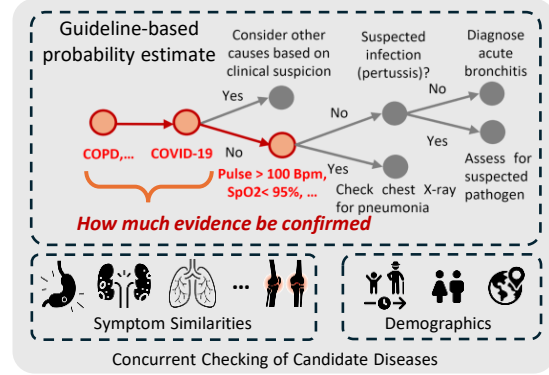 Guideline-based
probability estimate
Consider other
causes based on
clinical suspicion
Suspected
infection
(pertussis)?
Diagnose
acute
bronchitis
Yes
No
No
Yes
COPD,...
COVID-19
No
Pulse > 100 Bpm,
SpO2< 95%, ...
Yes
Check chest X-ray
for pneumonia
Assess for
suspected
pathogen
How much evidence be confirmed
...
Symptom Similarities
Demographics
Concurrent Checking of Candidate Diseases